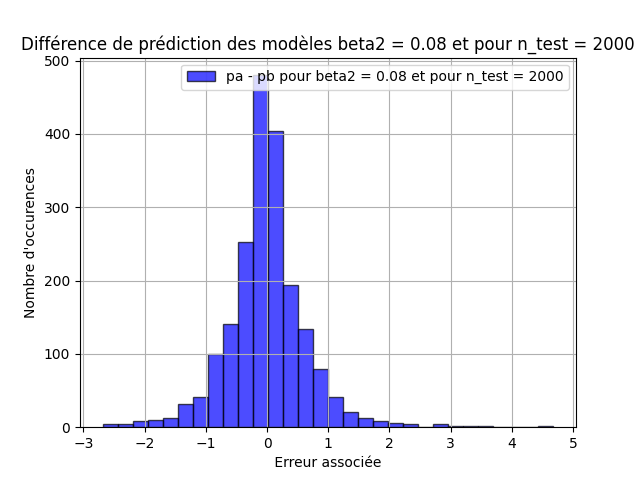 Différence de prédiction des modèles beta2 = 0.08 et pour n_test = 2000
pa - pb pour beta2 = 0.08 et pour n_test = 2000
500
400
300
200
100
0
Nombre d'occurences
−3 −2 −1 0 1 2 3 4 5
Erreur associée